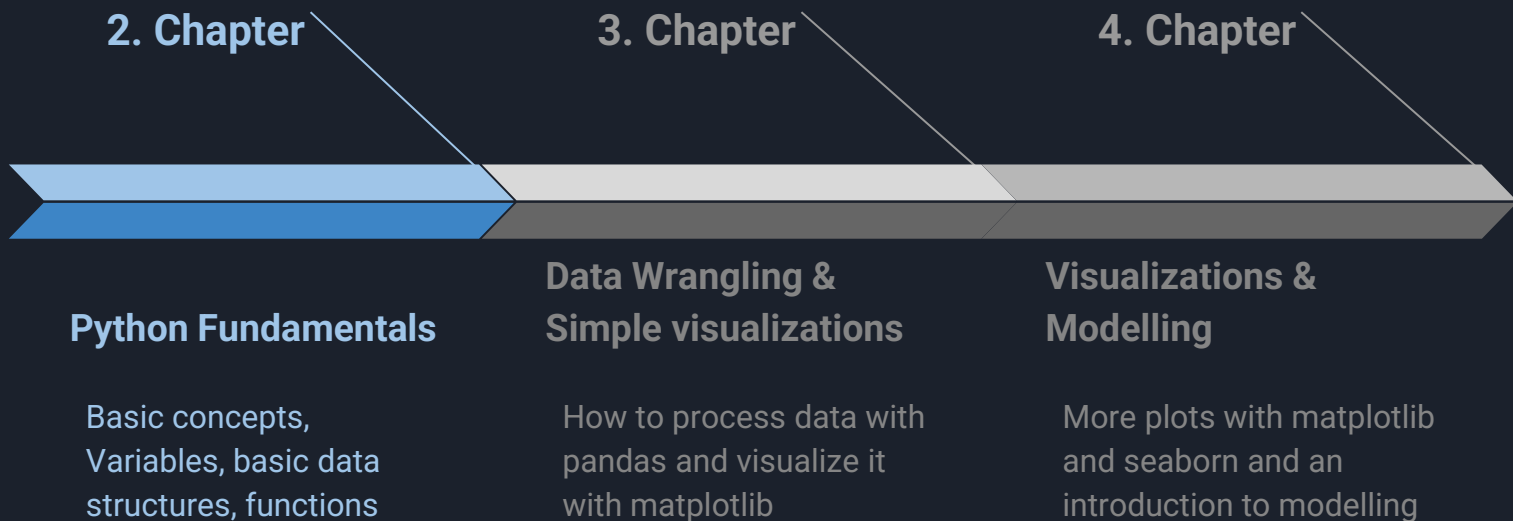 2. Chapter
3. Chapter
4. Chapter
Python Fundamentals
Basic concepts,
Variables, basic data
structures, functions
Data Wrangling &
Simple visualizations
How to process data with
pandas and visualize it
with matplotlib
Visualizations &
Modelling
More plots with matplotlib
and seaborn and an
introduction to modelling